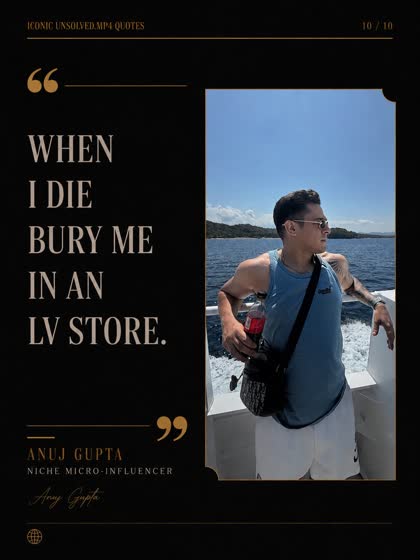 ICONIC UNSOLVED.MP4 QUOTES
10 / 10
“
WHEN
I DIE
BURY ME
IN AN
LV STORE.
”
ANUJ GUPTA
NICHE MICRO-INFLUENCER
Anuj Gupta